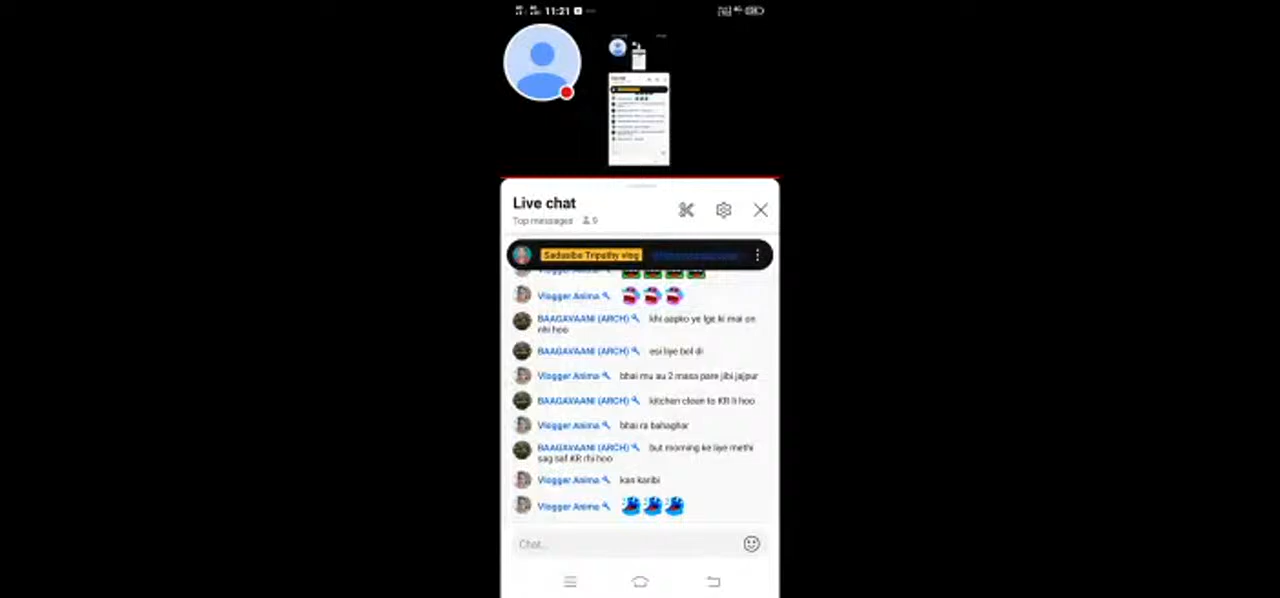 11:21
Live chat
Top messages 9
Sadasiba Tripathy vlog
Vlogger Anima
Vlogger Anima
BAAGAVAANI (ARCH) khi aapko ye lge ki mai on
nhi hoo
BAAGAVAANI (ARCH) esi liye bol di
Vlogger Anima bhai mu au 2 masa pare jibi jajpur
BAAGAVAANI (ARCH) kitchen clean to KR li hoo
Vlogger Anima bhai ra bahaghar
BAAGAVAANI (ARCH) but morning ke liye methi
sag saf KR rhi hoo
Vlogger Anima kan karibi
Vlogger Anima
Chat...